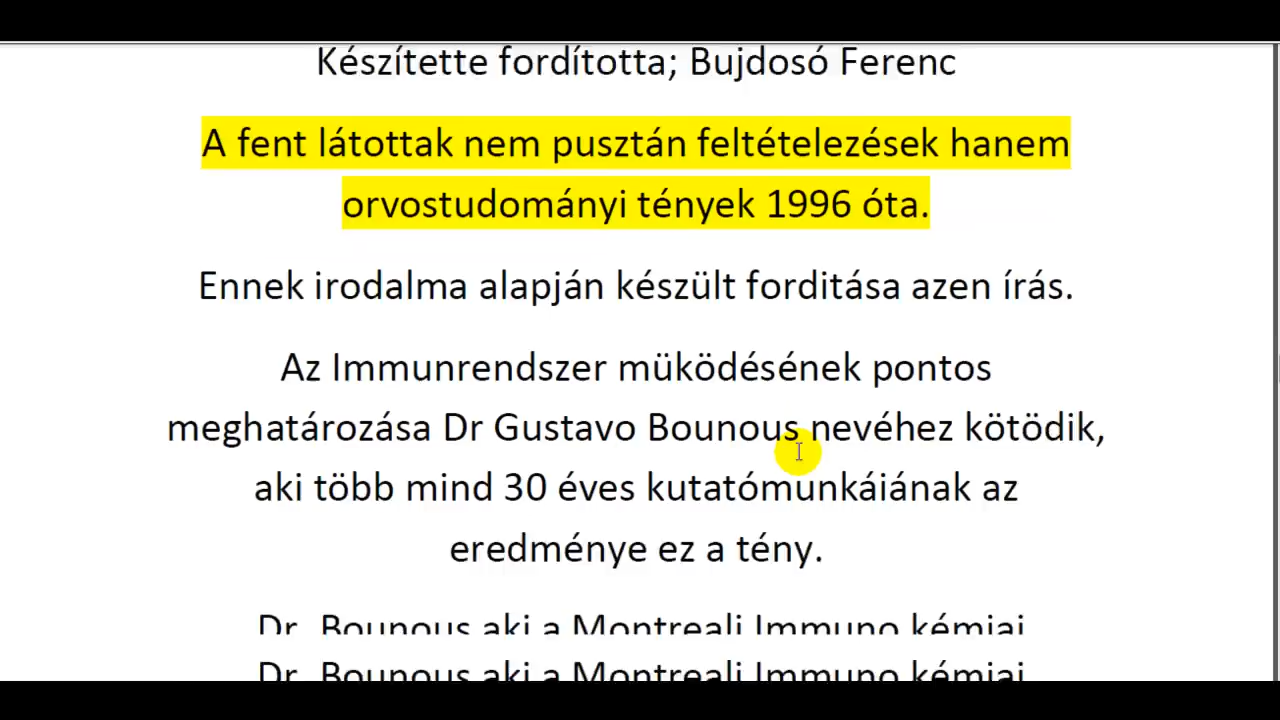 Készítette fordította; Bujdosó Ferenc
A fent látottak nem pusztán feltételezések hanem
orvostudományi tények 1996 óta.
Ennek irodalma alapján készült forditása azen írás.
Az Immunrendszer müködésének pontos
meghatározása Dr Gustavo Bounous nevéhez kötödik,
aki több mind 30 éves kutatómunkáiának az
eredménye ez a tény.
Dr. Bounous aki a Montreali Immuno kémiai
Dr. Bounous aki a Montreali Immuno kémiai